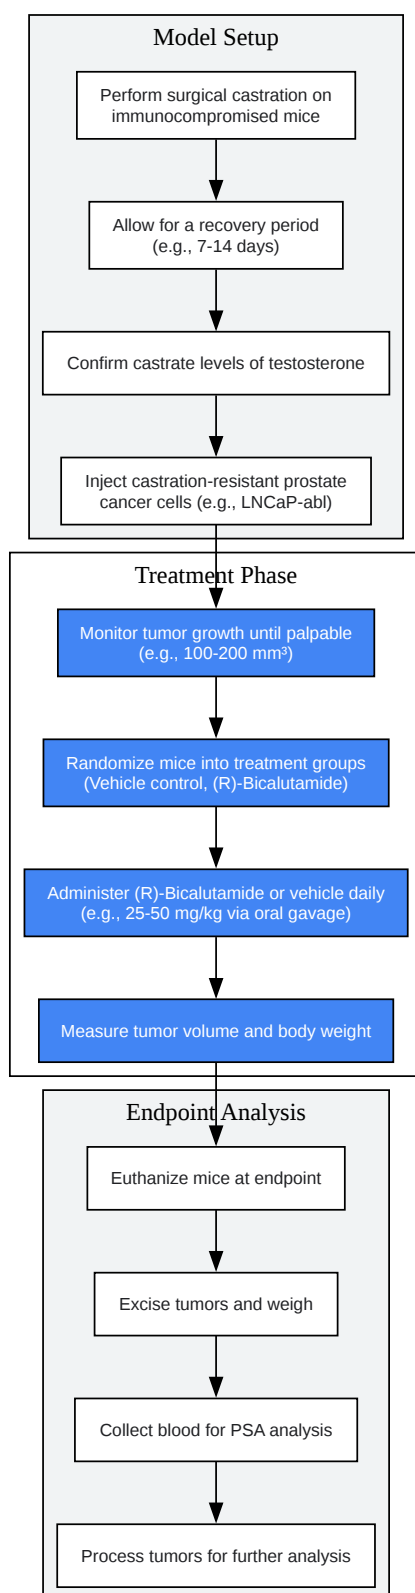 Model Setup
Perform surgical castration on
immunocompromised mice
Allow for a recovery period
(e.g., 7-14 days)
Confirm castrate levels of testosterone
Inject castration-resistant prostate
cancer cells (e.g., LNCaP-abl)
Treatment Phase
Monitor tumor growth until palpable
(e.g., 100-200 mm³)
Randomize mice into treatment groups
(Vehicle control, (R)-Bicalutamide)
Administer (R)-Bicalutamide or vehicle daily
(e.g., 25-50 mg/kg via oral gavage)
Measure tumor volume and body weight
Endpoint Analysis
Euthanize mice at endpoint
Excise tumors and weigh
Collect blood for PSA analysis
Process tumors for further analysis